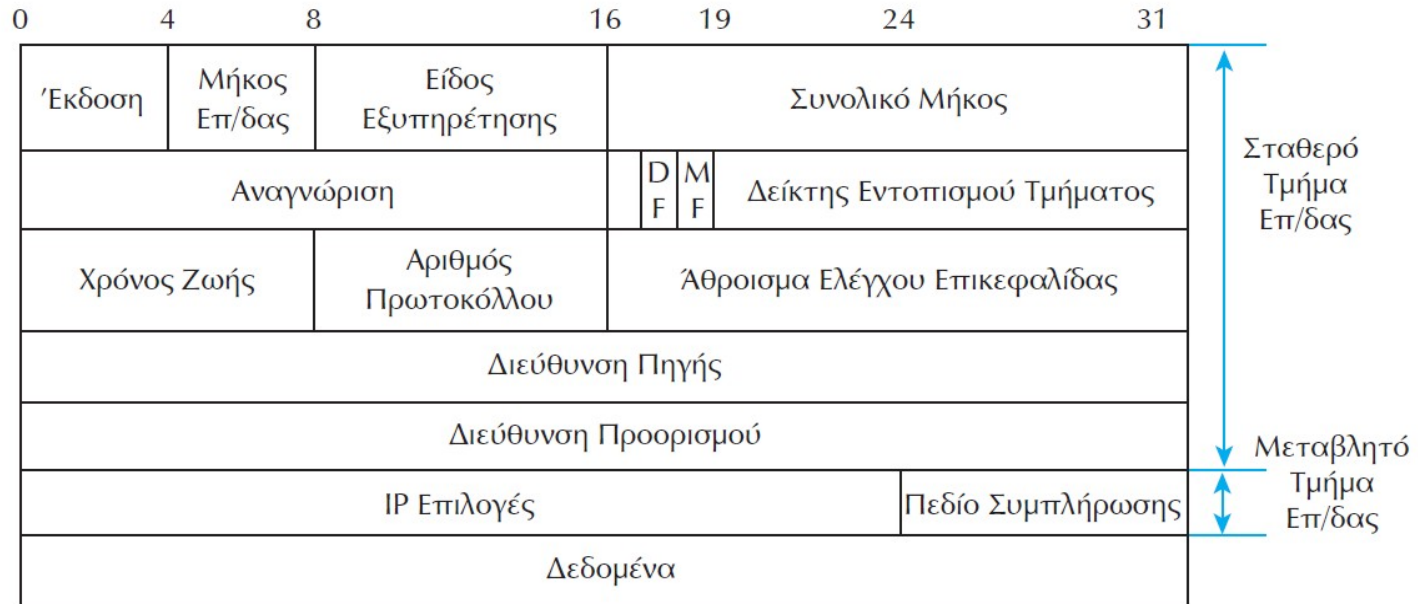 0 4 8 16 19 24 31
Έκδοση
Μήκος
Επ/δας
Είδος
Εξυπηρέτησης
Συνολικό Μήκος
Αναγνώριση
D
F
M
F
Δείκτης Εντοπισμού Τμήματος
Χρόνος Ζωής
Αριθμός
Πρωτοκόλλου
Άθροισμα Ελέγχου Επικεφαλίδας
Διεύθυνση Πηγής
Διεύθυνση Προορισμού
IP Επιλογές
Πεδίο Συμπλήρωσης
Δεδομένα
Σταθερό
Τμήμα
Επ/δας
Μεταβλητό
Τμήμα
Επ/δας